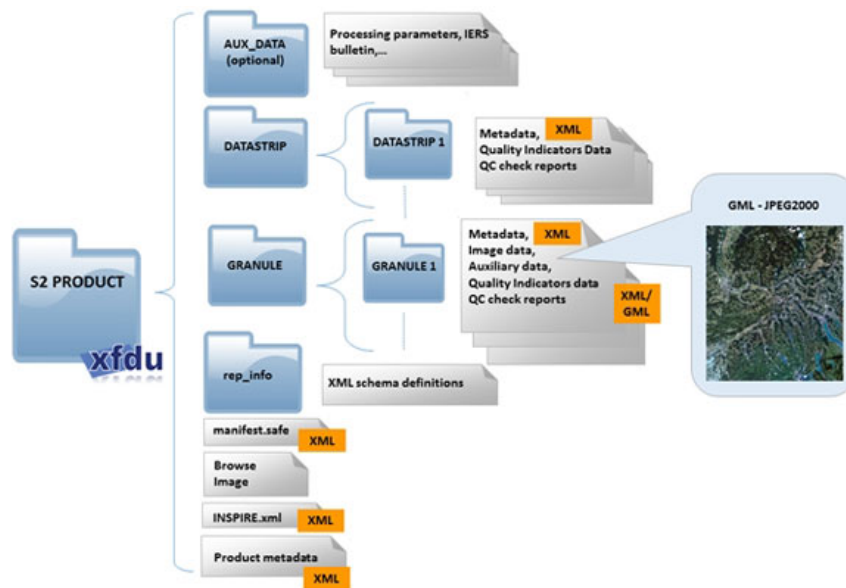 AUX_DATA
(optional)
Processing parameters, IERS
bulletin,...
DATASTRIP
DATASTRIP 1
Metadata,
XML
Quality Indicators Data
QC check reports
S2 PRODUCT
xfdu
GRANULE
GRANULE 1
Metadata,
XML
Image data,
Auxiliary data,
Quality Indicators data
QC check reports
XML/
GML
GML - JPEG2000
rep_info
XML schema definitions
manifest.safe
XML
Browse
Image
INSPIRE.xml
XML
Product metadata
XML